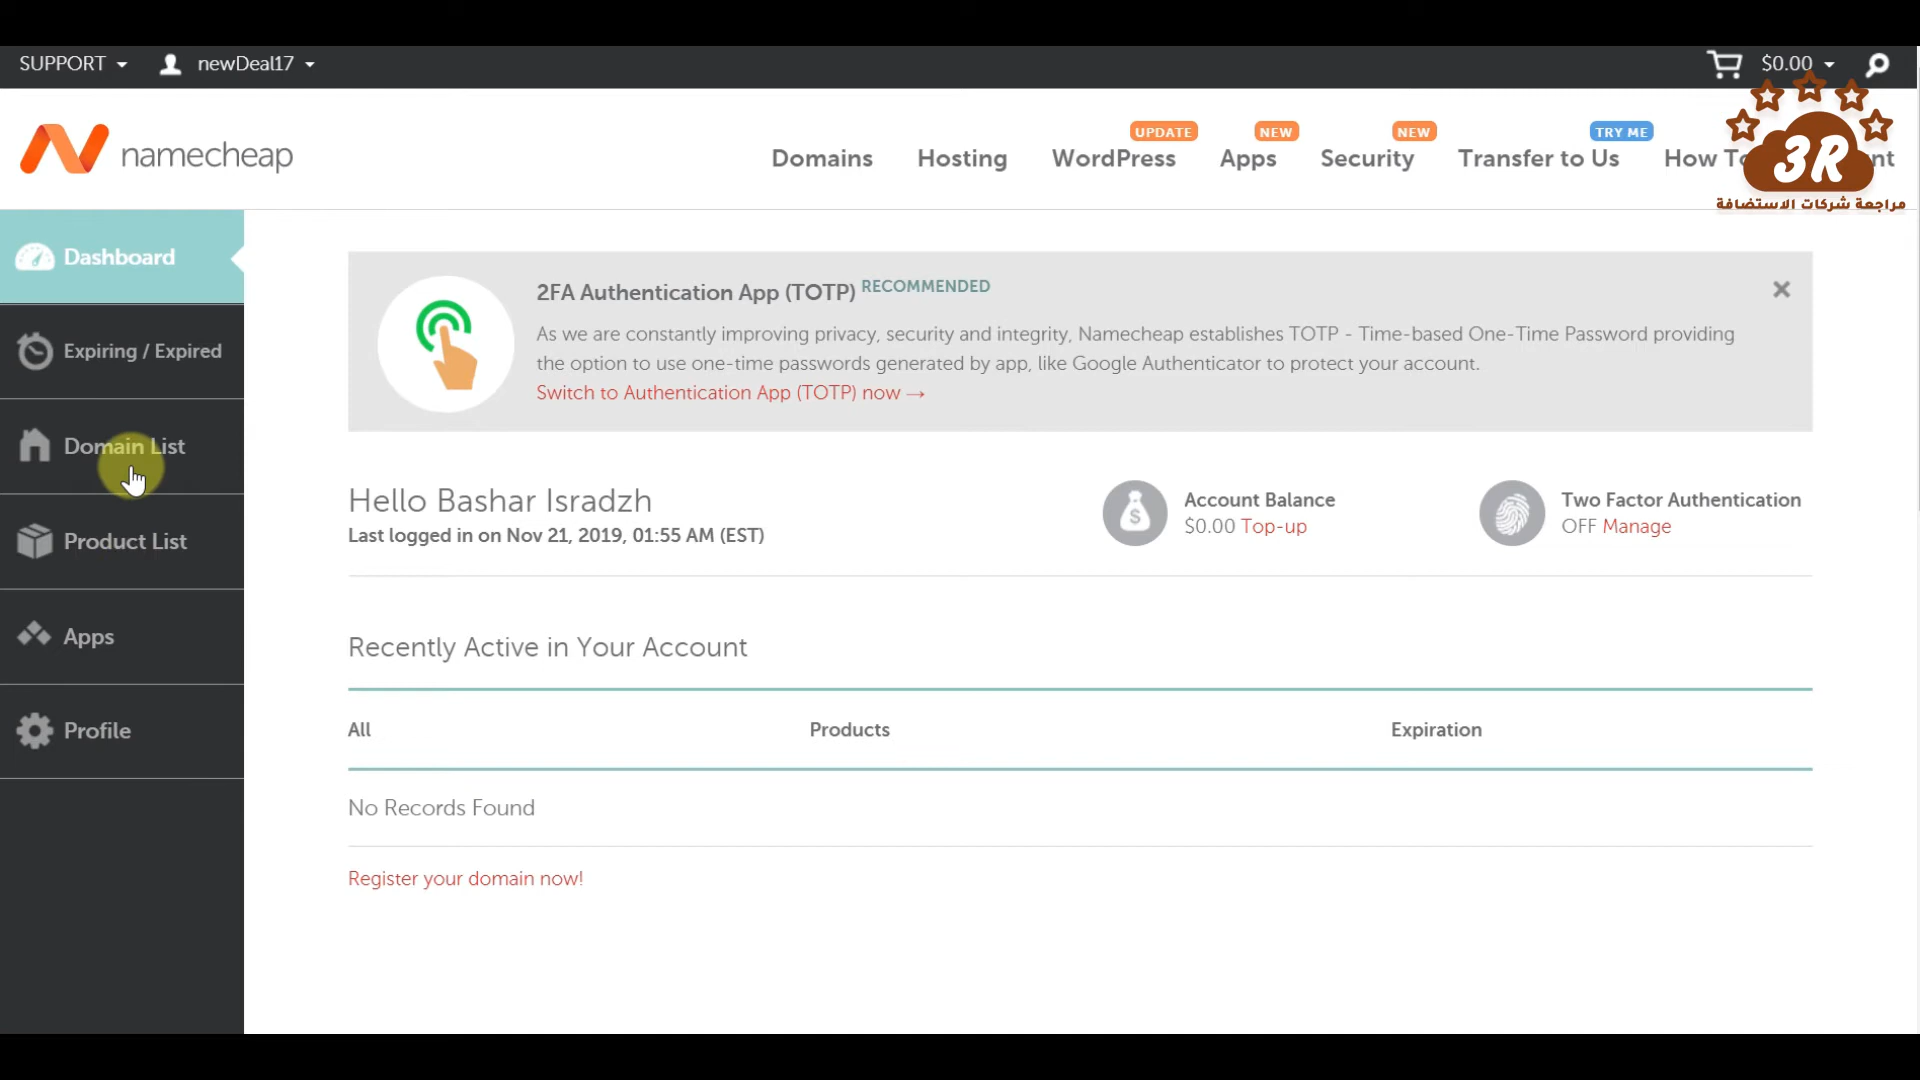 SUPPORT
newDeal17
$0.00
namecheap
Domains
Hosting
UPDATE
WordPress
NEW
Apps
NEW
Security
TRY ME
Transfer to Us
How To
nt
3R
مراجعة شركات الاستضافة
Dashboard
Expiring / Expired
Domain List
Product List
Apps
Profile
2FA Authentication App (TOTP) RECOMMENDED
As we are constantly improving privacy, security and integrity, Namecheap establishes TOTP - Time-based One-Time Password providing
the option to use one-time passwords generated by app, like Google Authenticator to protect your account.
Switch to Authentication App (TOTP) now →
Hello Bashar Isradzh
Last logged in on Nov 21, 2019, 01:55 AM (EST)
Account Balance
$0.00 Top-up
Two Factor Authentication
OFF Manage
Recently Active in Your Account
All Products Expiration
No Records Found
Register your domain now!